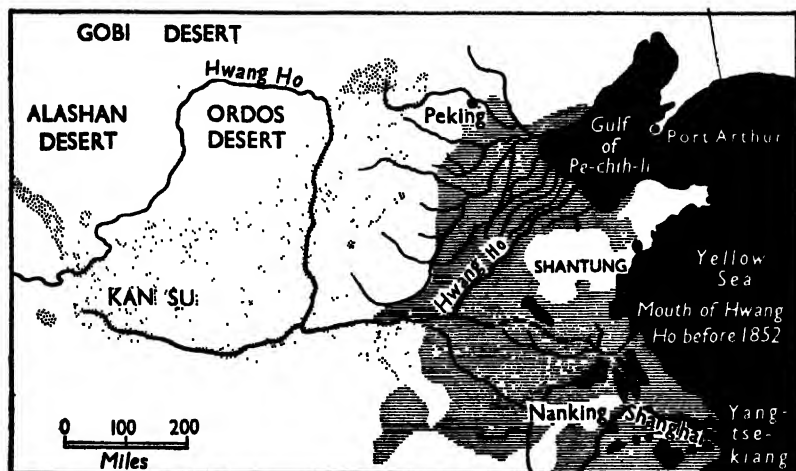 GOBI DESERT
Hwang Ho
ALASHAN
DESERT
ORDOS
DESERT
Peking
Gulf
of
Pe-chih-li
Port Arthur
Hwang Ho
SHANTUNG
Yellow
Sea
KAN SU
Mouth of Hwang
Ho before 1852
0 100 200
Miles
Nanking
Shanghai
Yang-
tse-
kiang